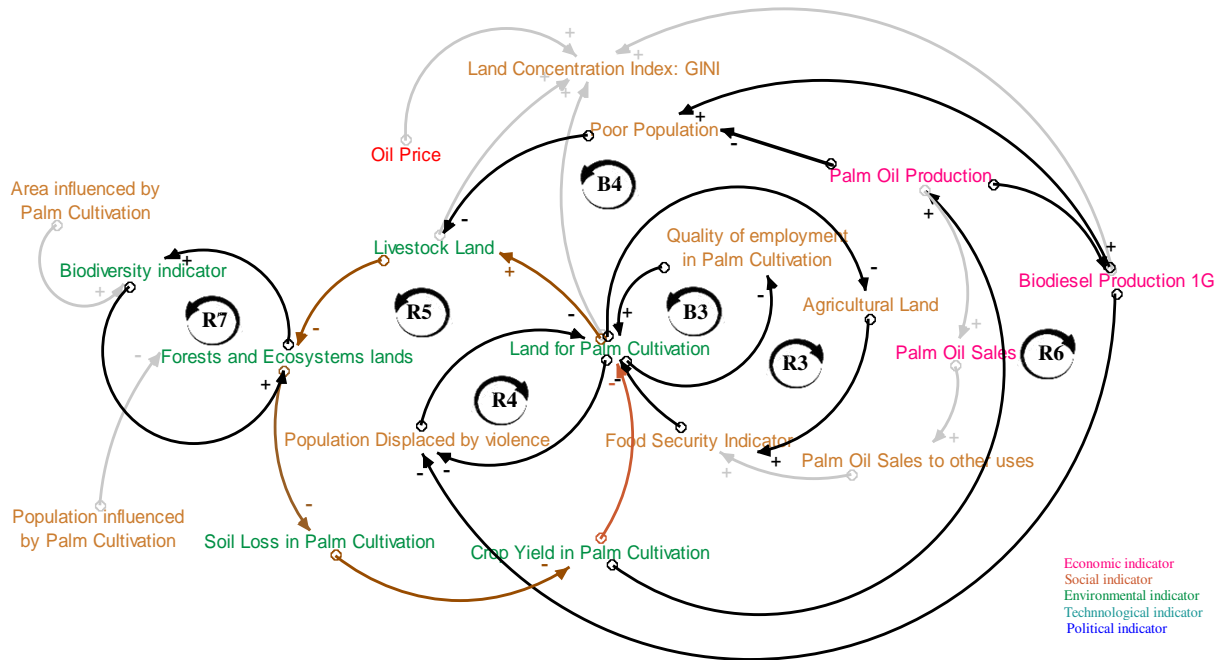 Land Concentration Index: GINI
Poor Population
Oil Price
Palm Oil Production
B4
Area influenced by
Palm Cultivation
Quality of employment
in Palm Cultivation
Livestock Land
Biodiversity indicator
Biodiesel Production 1G
Agricultural Land
R7
R5
B3
Forests and Ecosystems lands
Land for Palm Cultivation
Palm Oil Sales
R6
R3
R4
Population Displaced by violence
Food Security Indicator
Palm Oil Sales to other uses
Population influenced
by Palm Cultivation
Soil Loss in Palm Cultivation
Crop Yield in Palm Cultivation
Economic indicator
Social indicator
Environmental indicator
Technnological indicator
Political indicator